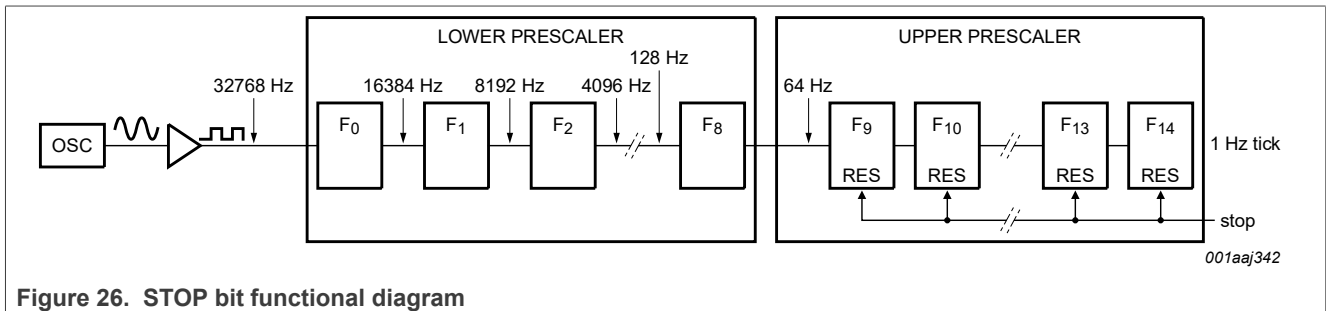 LOWER PRESCALER
UPPER PRESCALER
128 Hz
32768 Hz
16384 Hz
8192 Hz
4096 Hz
64 Hz
OSC
F0
F1
F2
F8
F9
F10
F13
F14
RES
RES
RES
RES
1 Hz tick
stop
001aaj342
Figure 26. STOP bit functional diagram